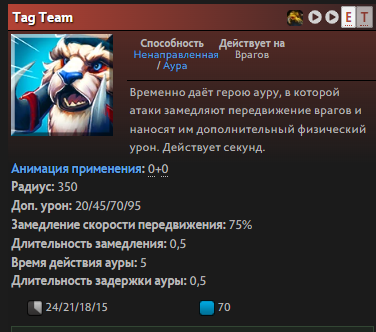 Tag Team
E T
Способность
Ненаправленная
/ Аура
Действует на
Врагов
Временно даёт герою ауру, в которой
атаки замедляют передвижение врагов и
наносят им дополнительный физический
урон. Действует секунд.
Анимация применения: 0+0
Радиус: 350
Доп. урон: 20/45/70/95
Замедление скорости передвижения: 75%
Длительность замедления: 0,5
Время действия ауры: 5
Длительность задержки ауры: 0,5
24/21/18/15 70